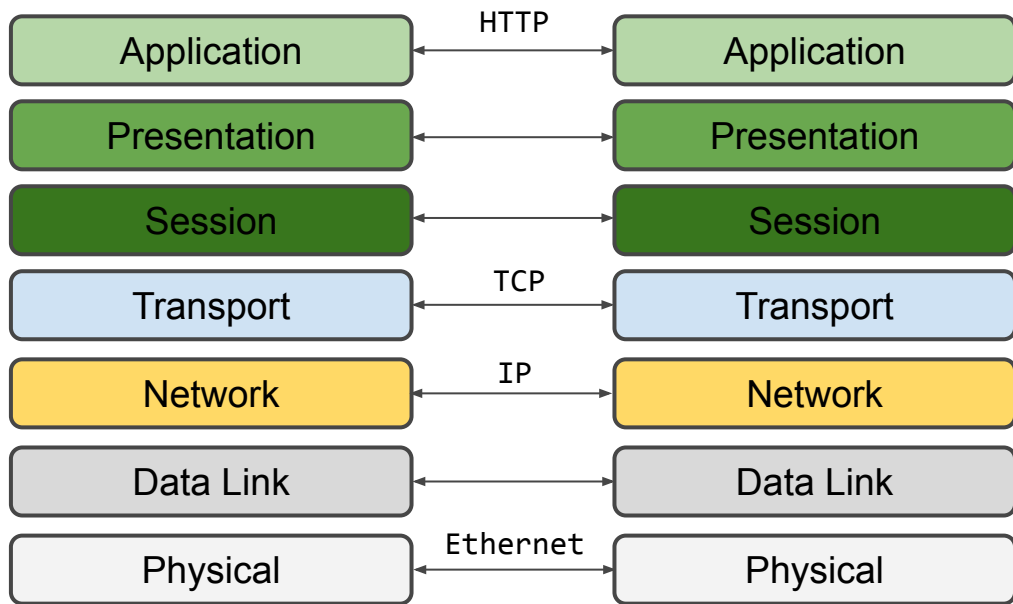 HTTP
Application
Application
Presentation
Presentation
Session
Session
TCP
Transport
Transport
IP
Network
Network
Data Link
Data Link
Ethernet
Physical
Physical